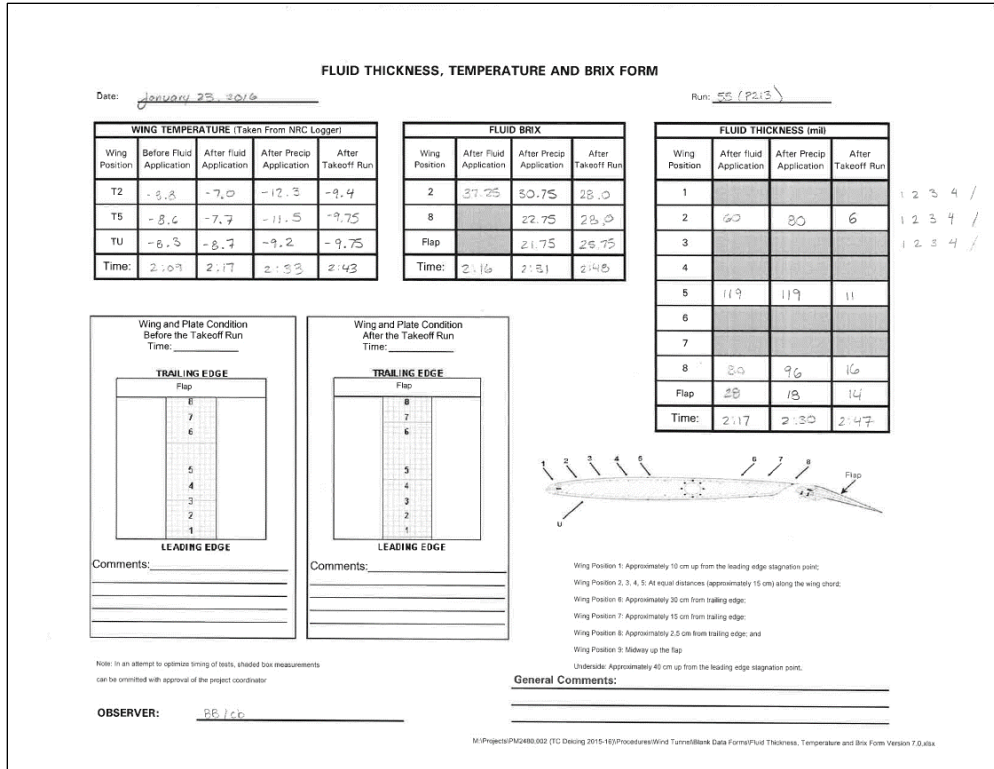 FLUID THICKNESS, TEMPERATURE AND BRIX FORM
Date: January 23, 2016
Run: 55 (P213)
WING TEMPERATURE (Taken From NRC Logger)
Wing Position Before Fluid Application After fluid Application After Precip Application After Takeoff Run
T2 -8.8 -7.0 -12.3 -9.4
T5 -8.6 -7.7 -11.5 -9.75
TU -8.3 -8.7 -9.2 -9.75
Time: 2:09 2:17 2:33 2:43
FLUID BRIX
Wing Position After Fluid Application After Precip Application After Takeoff Run
2 37.25 30.75 28.0
8 22.75 28.0
Flap 21.75 25.75
Time: 2:16 2:31 2:48
FLUID THICKNESS (mil)
Wing Position After fluid Application After Precip Application After Takeoff Run
1
2 60 80 6
3
4
5 119 119 11
6
7
8 80 96 16
Flap 28 18 14
Time: 2:17 2:30 2:47
1 2 3 4 /
1 2 3 4 /
1 2 3 4 /
Wing and Plate Condition
Before the Takeoff Run
Time:
TRAILING EDGE
Flap
8
7
6
5
4
3
2
1
LEADING EDGE
Comments:
Wing and Plate Condition
After the Takeoff Run
Time:
TRAILING EDGE
Flap
8
7
6
5
4
3
2
1
LEADING EDGE
Comments:
1 2 3 4 5 6 7 8
Flap
U
Wing Position 1: Approximately 10 cm up from the leading edge stagnation point;
Wing Position 2, 3, 4, 5: At equal distances (approximately 15 cm) along the wing chord;
Wing Position 6: Approximately 30 cm from trailing edge;
Wing Position 7: Approximately 15 cm from trailing edge;
Wing Position 8: Approximately 2.5 cm from trailing edge; and
Wing Position 9: Midway up the flap
Underside: Approximately 40 cm up from the leading edge stagnation point.
Note: In an attempt to optimize timing of tests, shaded box measurements
can be ommitted with approval of the project coordinator
General Comments:
OBSERVER: BB / cb
M:\Projects\PM2480.002 (TC Deicing 2015-16)\Procedures\Wind Tunnel\Blank Data Forms\Fluid Thickness, Temperature and Brix Form Version 7.0.xlsx